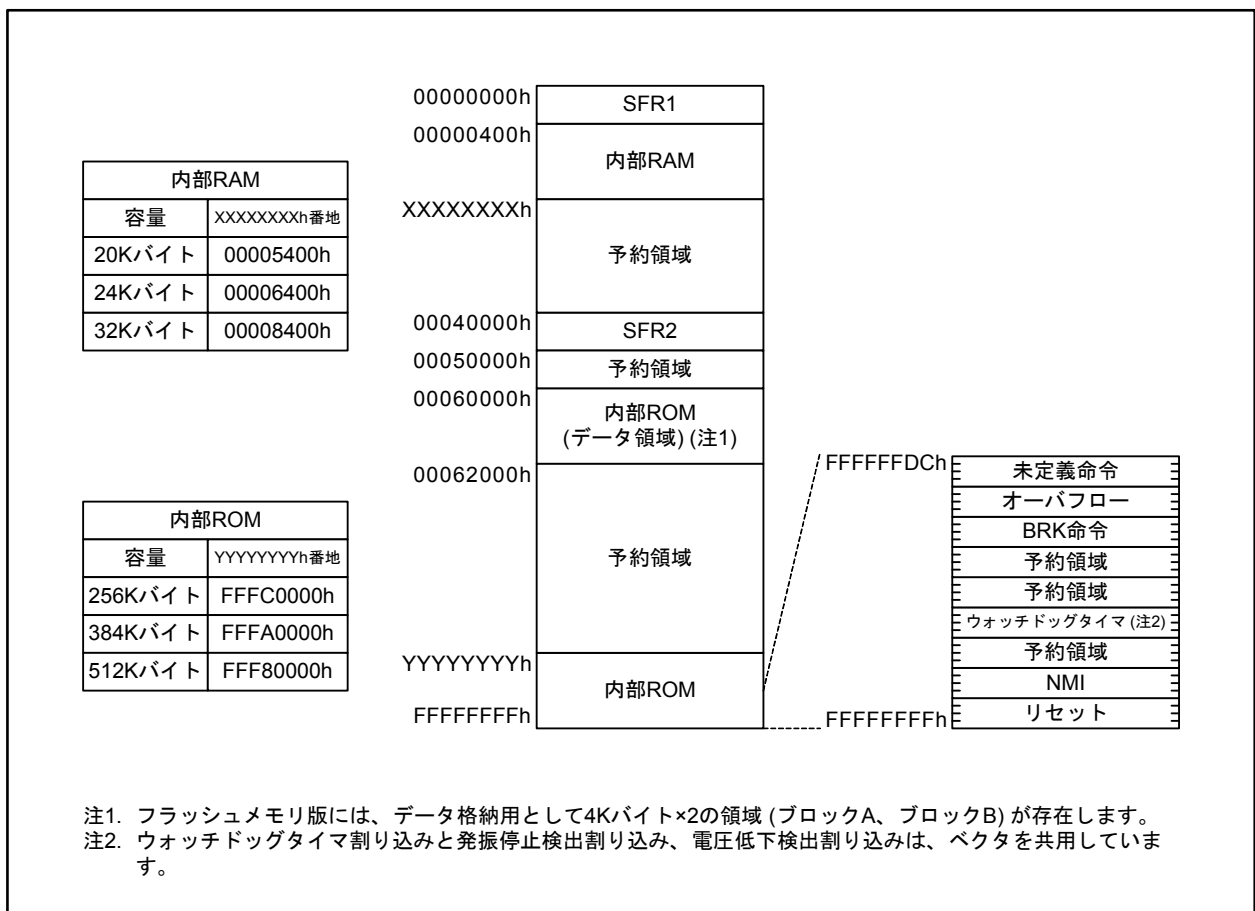 00000000h
SFR1
00000400h
内部RAM
XXXXXXXXh
予約領域
00040000h
SFR2
00050000h
予約領域
00060000h
内部ROM
(データ領域) (注1)
00062000h
予約領域
YYYYYYYYh
内部ROM
FFFFFFFFh
内部RAM
容量 XXXXXXXXh番地
20Kバイト 00005400h
24Kバイト 00006400h
32Kバイト 00008400h
内部ROM
容量 YYYYYYYYh番地
256Kバイト FFFC0000h
384Kバイト FFFA0000h
512Kバイト FFF80000h
FFFFFFDCh
未定義命令
オーバフロー
BRK命令
予約領域
予約領域
ウォッチドッグタイマ (注2)
予約領域
NMI
リセット
FFFFFFFFh
注1. フラッシュメモリ版には、データ格納用として4Kバイト×2の領域 (ブロックA、ブロックB) が存在します。
注2. ウォッチドッグタイマ割り込みと発振停止検出割り込み、電圧低下検出割り込みは、ベクタを共用していま
す。